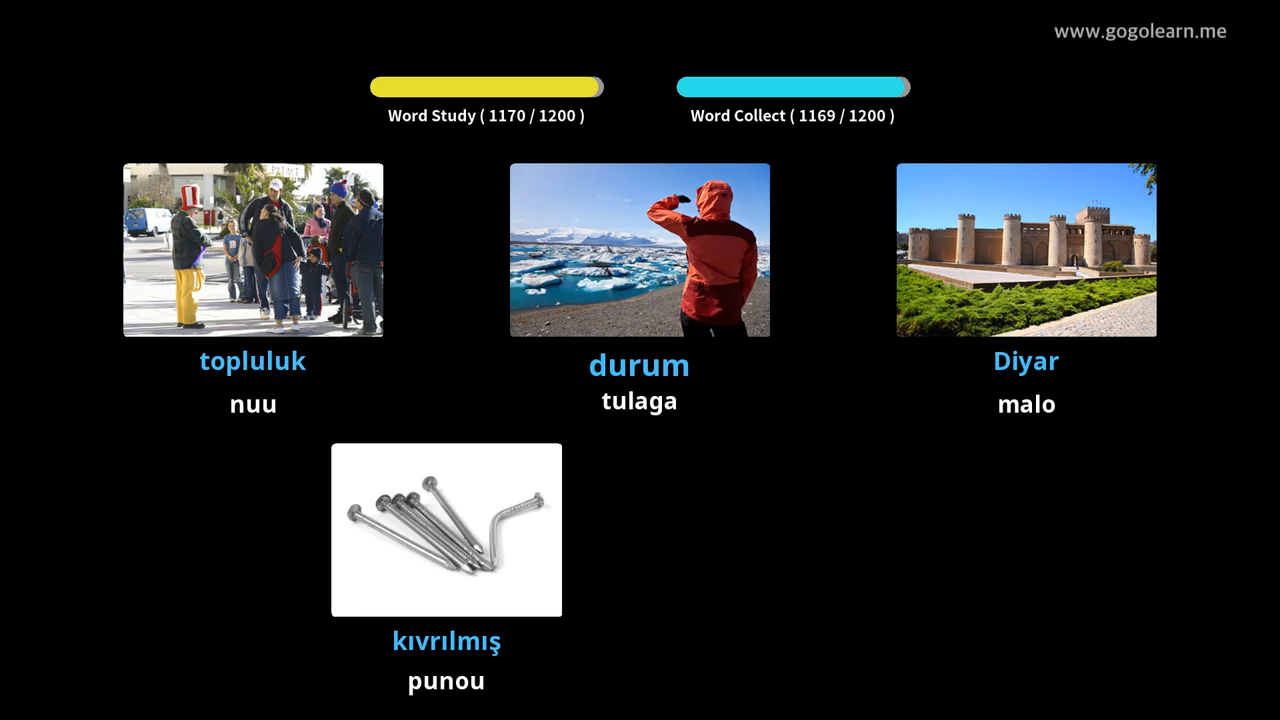 www.gogolearn.me
Word Study ( 1170 / 1200 )
Word Collect ( 1169 / 1200 )
topluluk
nuu
durum
tulaga
Diyar
malo
kıvrılmış
punou